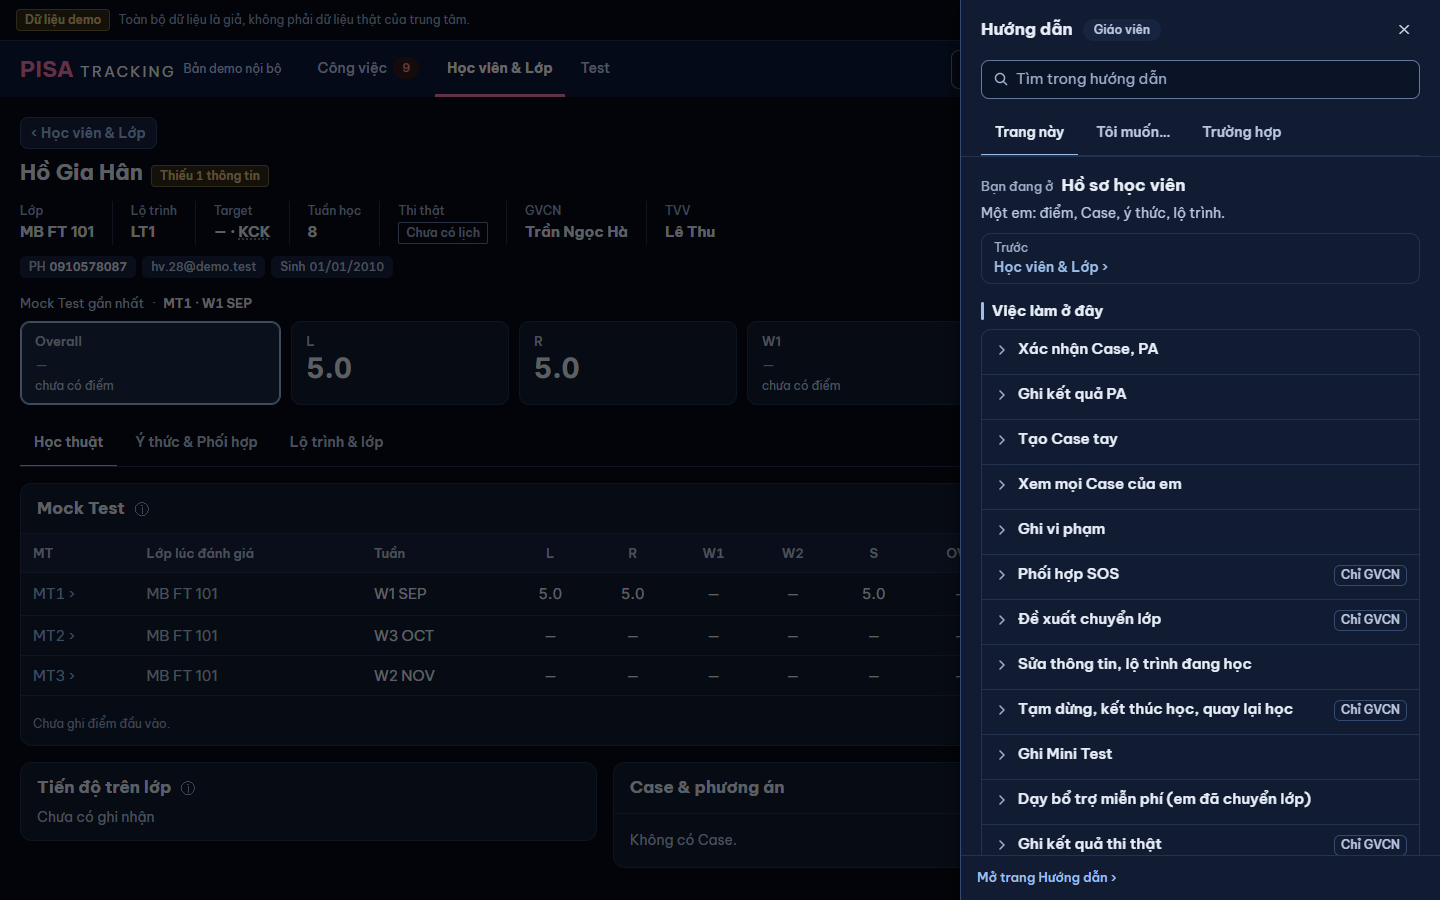 Dữ liệu demo Toàn bộ dữ liệu là giả, không phải dữ liệu thật của trung tâm.
PISA TRACKING Bản demo nội bộ Công việc 9 Học viên & Lớp Test
‹ Học viên & Lớp
Hồ Gia Hân Thiếu 1 thông tin
Lớp Lộ trình Target Tuần học Thi thật GVCN TVV
MB FT 101 LT1 — · KCK 8 Chưa có lịch Trần Ngọc Hà Lê Thu
PH 0910578087 hv.28@demo.test Sinh 01/01/2010
Mock Test gần nhất · MT1 · W1 SEP
Overall L R W1
— 5.0 5.0 —
chưa có điểm chưa có điểm
Học thuật Ý thức & Phối hợp Lộ trình & lớp
Mock Test
MT Lớp lúc đánh giá Tuần L R W1 W2 S
MT1 › MB FT 101 W1 SEP 5.0 5.0 — — 5.0
MT2 › MB FT 101 W3 OCT — — — — —
MT3 › MB FT 101 W2 NOV — — — — —
Chưa ghi điểm đầu vào.
Tiến độ trên lớp
Chưa có ghi nhận
Case & phương án
Không có Case.
Hướng dẫn Giáo viên
Tìm trong hướng dẫn
Trang này Tôi muốn... Trường hợp
Bạn đang ở Hồ sơ học viên
Một em: điểm, Case, ý thức, lộ trình.
Trước
Học viên & Lớp ›
Việc làm ở đây
Xác nhận Case, PA
Ghi kết quả PA
Tạo Case tay
Xem mọi Case của em
Ghi vi phạm
Phối hợp SOS Chỉ GVCN
Đề xuất chuyển lớp Chỉ GVCN
Sửa thông tin, lộ trình đang học
Tạm dừng, kết thúc học, quay lại học Chỉ GVCN
Ghi Mini Test
Dạy bổ trợ miễn phí (em đã chuyển lớp)
Ghi kết quả thi thật Chỉ GVCN
Mở trang Hướng dẫn ›